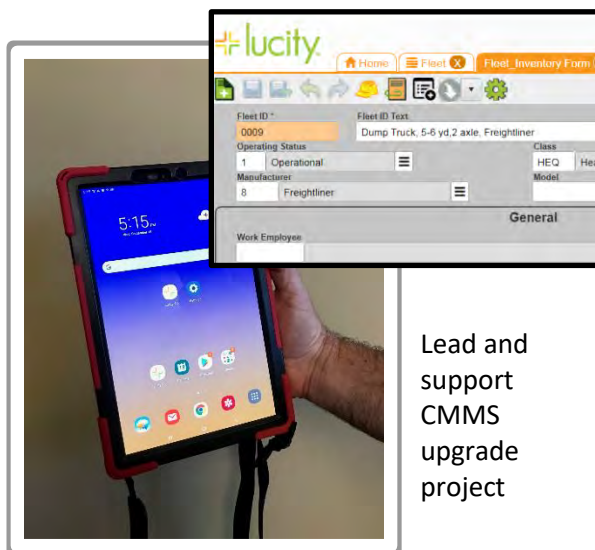 lucity
Home Fleet Fleet_Inventory Form
Fleet ID * Fleet ID Text
0009 Dump Truck, 5-6 yd,2 axle, Freightliner
Operating Status Class
1 Operational HEQ Hea
Manufacturer Model
8 Freightliner
General
Work Employee
5:15
Lead and
support
CMMS
upgrade
project